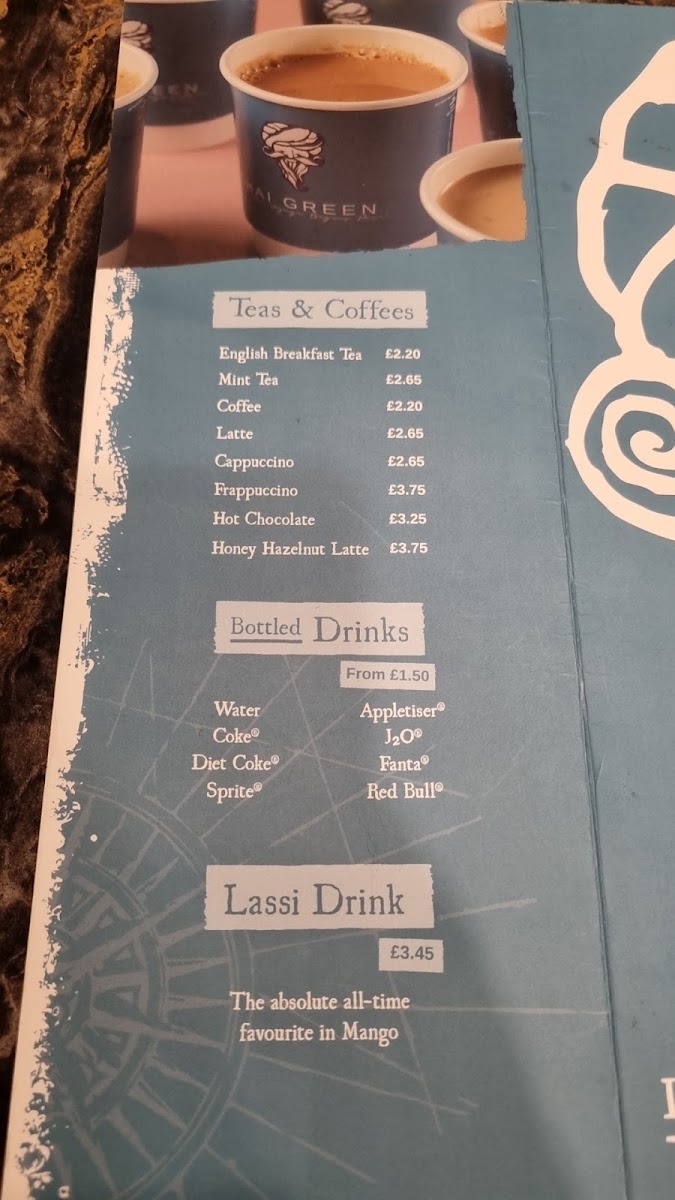 GREEN
AI GREEN
Teas & Coffees
English Breakfast Tea £2.20
Mint Tea £2.65
Coffee £2.20
Latte £2.65
Cappuccino £2.65
Frappuccino £3.75
Hot Chocolate £3.25
Honey Hazelnut Latte £3.75
Bottled Drinks
From £1.50
Water Appletiser®
Coke® J2O®
Diet Coke® Fanta®
Sprite® Red Bull®
Lassi Drink
£3.45
The absolute all-time
favourite in Mango